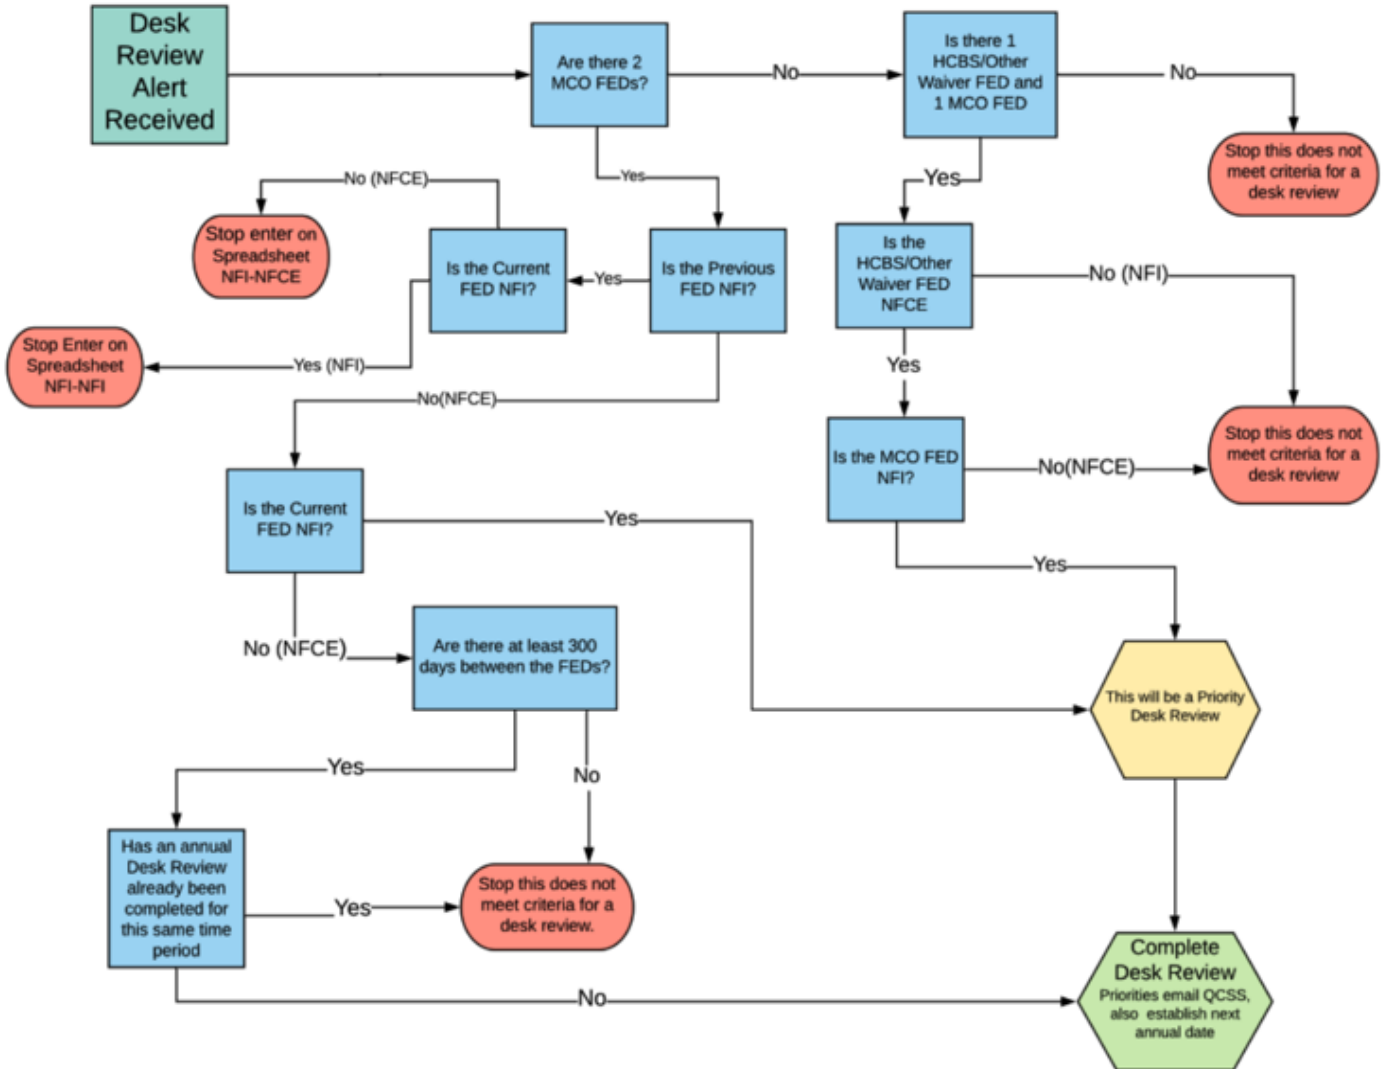 Desk
Review
Alert
Received
Are there 2
MCO FEDs?
No
Is there 1
HCBS/Other
Waiver FED and
1 MCO FED
No
Stop this does not
meet criteria for a
desk review
Yes
Yes
No (NFCE)
Stop enter on
Spreadsheet
NFI-NFCE
Is the Current
FED NFI?
Yes
Is the Previous
FED NFI?
Is the
HCBS/Other
Waiver FED
NFCE
No (NFI)
Stop Enter on
Spreadsheet
NFI-NFI
Yes (NFI)
No(NFCE)
Yes
Is the MCO FED
NFI?
No(NFCE)
Stop this does not
meet criteria for a
desk review
Is the Current
FED NFI?
Yes
Yes
No (NFCE)
Are there at least 300
days between the FEDs?
This will be a Priority
Desk Review
Yes
No
Has an annual
Desk Review
already been
completed for
this same time
period
Yes
Stop this does not
meet criteria for a
desk review.
No
Complete
Desk Review
Priorities email QCSS,
also establish next
annual date